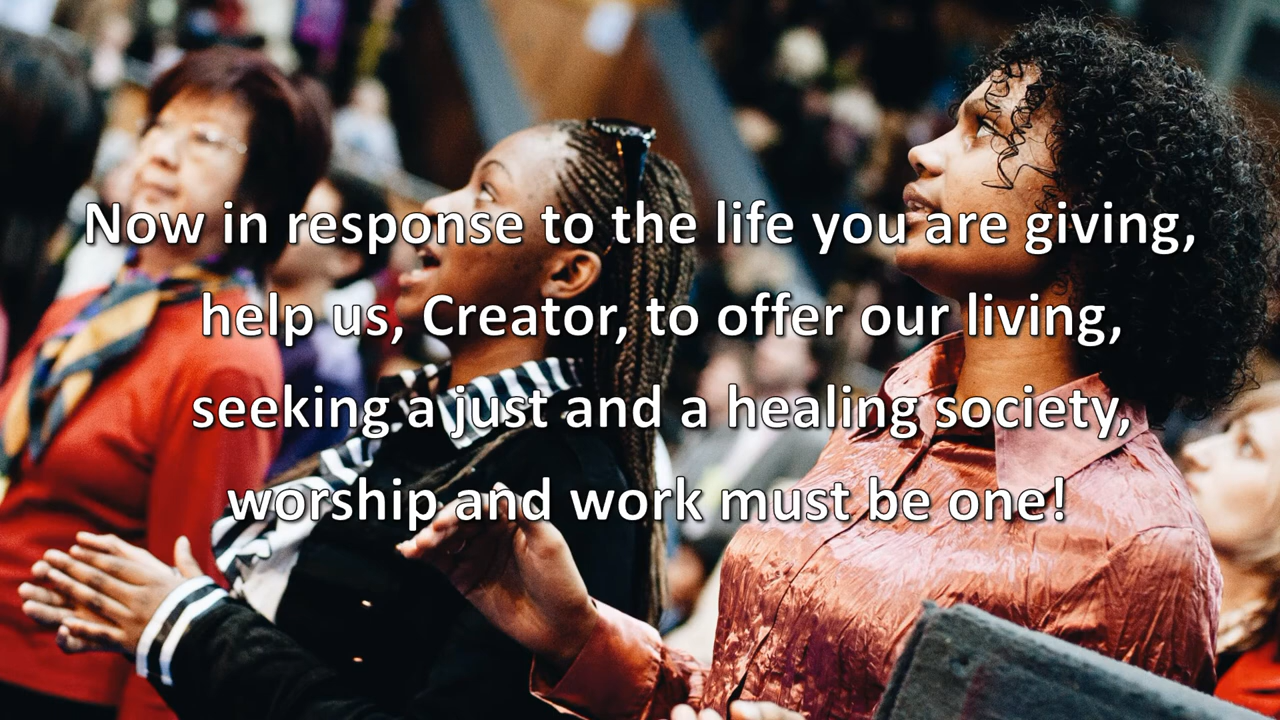 Now in response to the life you are giving,
help us, Creator, to offer our living,
seeking a just and a healing society,
worship and work must be one!